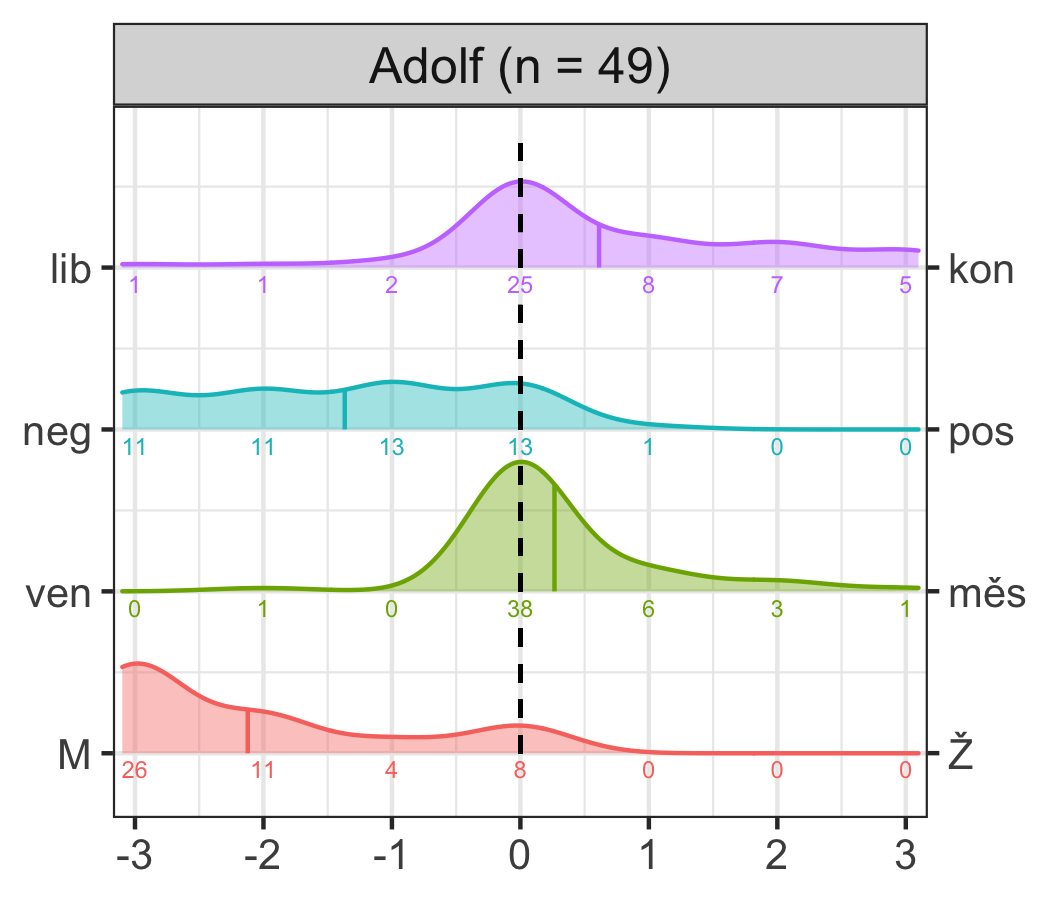 Adolf (n = 49)
lib kon
1 1 2 25 8 7 5
neg pos
11 11 13 13 1 0 0
ven měs
0 1 0 38 6 3 1
M Ž
26 11 4 8 0 0 0
-3 -2 -1 0 1 2 3